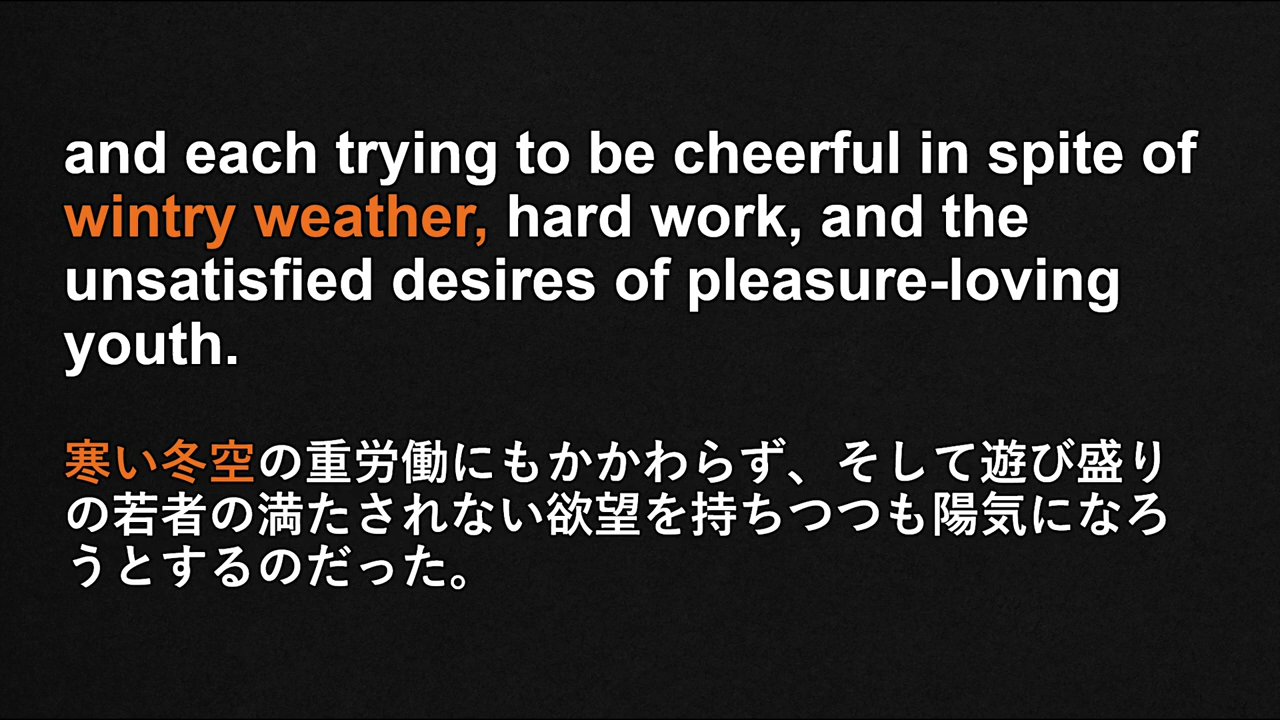 and each trying to be cheerful in spite of
wintry weather, hard work, and the
unsatisfied desires of pleasure-loving
youth.
寒い冬空の重労働にもかかわらず、そして遊び盛り
の若者の満たされない欲望を持ちつつも陽気になろ
うとするのだった。